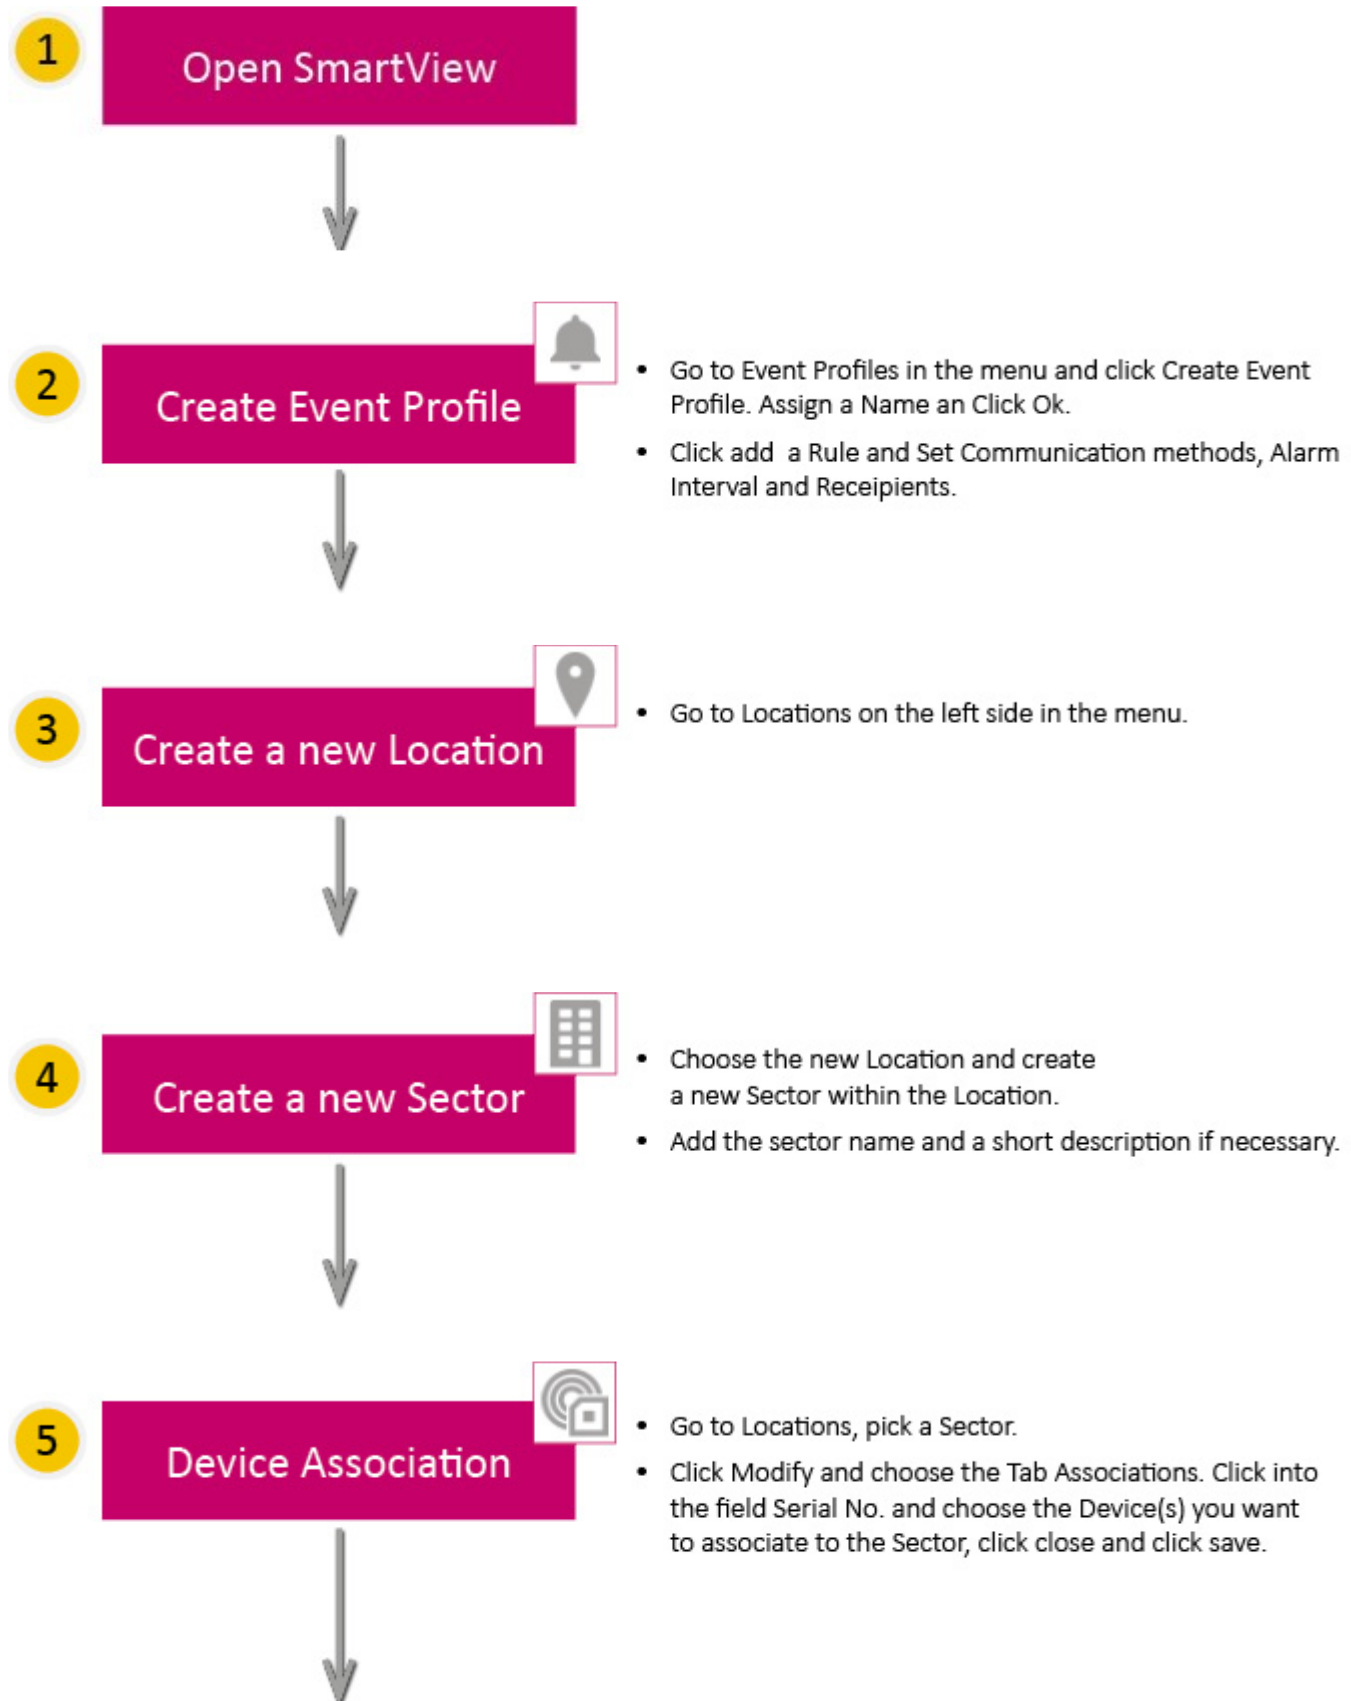 1
Open SmartView
2
Create Event Profile
• Go to Event Profiles in the menu and click Create Event
Profile. Assign a Name an Click Ok.
• Click add  a Rule and Set Communication methods, Alarm
Interval and Receipients.
3
Create a new Location
• Go to Locations on the left side in the menu.
4
Create a new Sector
• Choose the new Location and create
a new Sector within the Location.
• Add the sector name and a short description if necessary.
5
Device Association
• Go to Locations, pick a Sector.
• Click Modify and choose the Tab Associations. Click into
the field Serial No. and choose the Device(s) you want
to associate to the Sector, click close and click save.